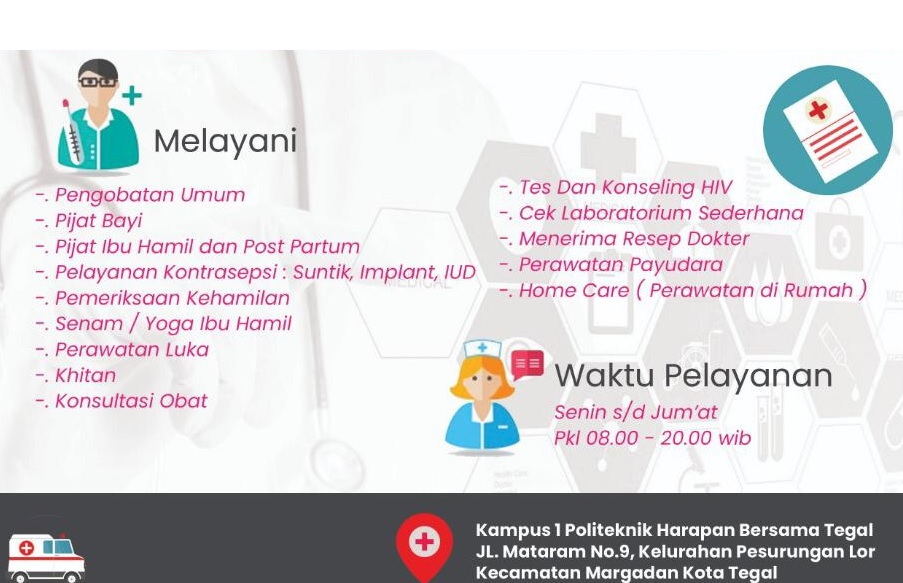 Melayani
-. Pengobatan Umum
-. Pijat Bayi
-. Pijat Ibu Hamil dan Post Partum
-. Pelayanan Kontrasepsi : Suntik, Implant, IUD
-. Pemeriksaan Kehamilan
-. Senam / Yoga Ibu Hamil
-. Perawatan Luka
-. Khitan
-. Konsultasi Obat
-. Tes Dan Konseling HIV
-. Cek Laboratorium Sederhana
-. Menerima Resep Dokter
-. Perawatan Payudara
-. Home Care ( Perawatan di Rumah )
MEDICAL
Waktu Pelayanan
Senin s/d Jum'at
Pkl 08.00 - 20.00 wib
Kampus 1 Politeknik Harapan Bersama Tegal
JL. Mataram No.9, Kelurahan Pesurungan Lor
Kecamatan Margadan Kota Tegal